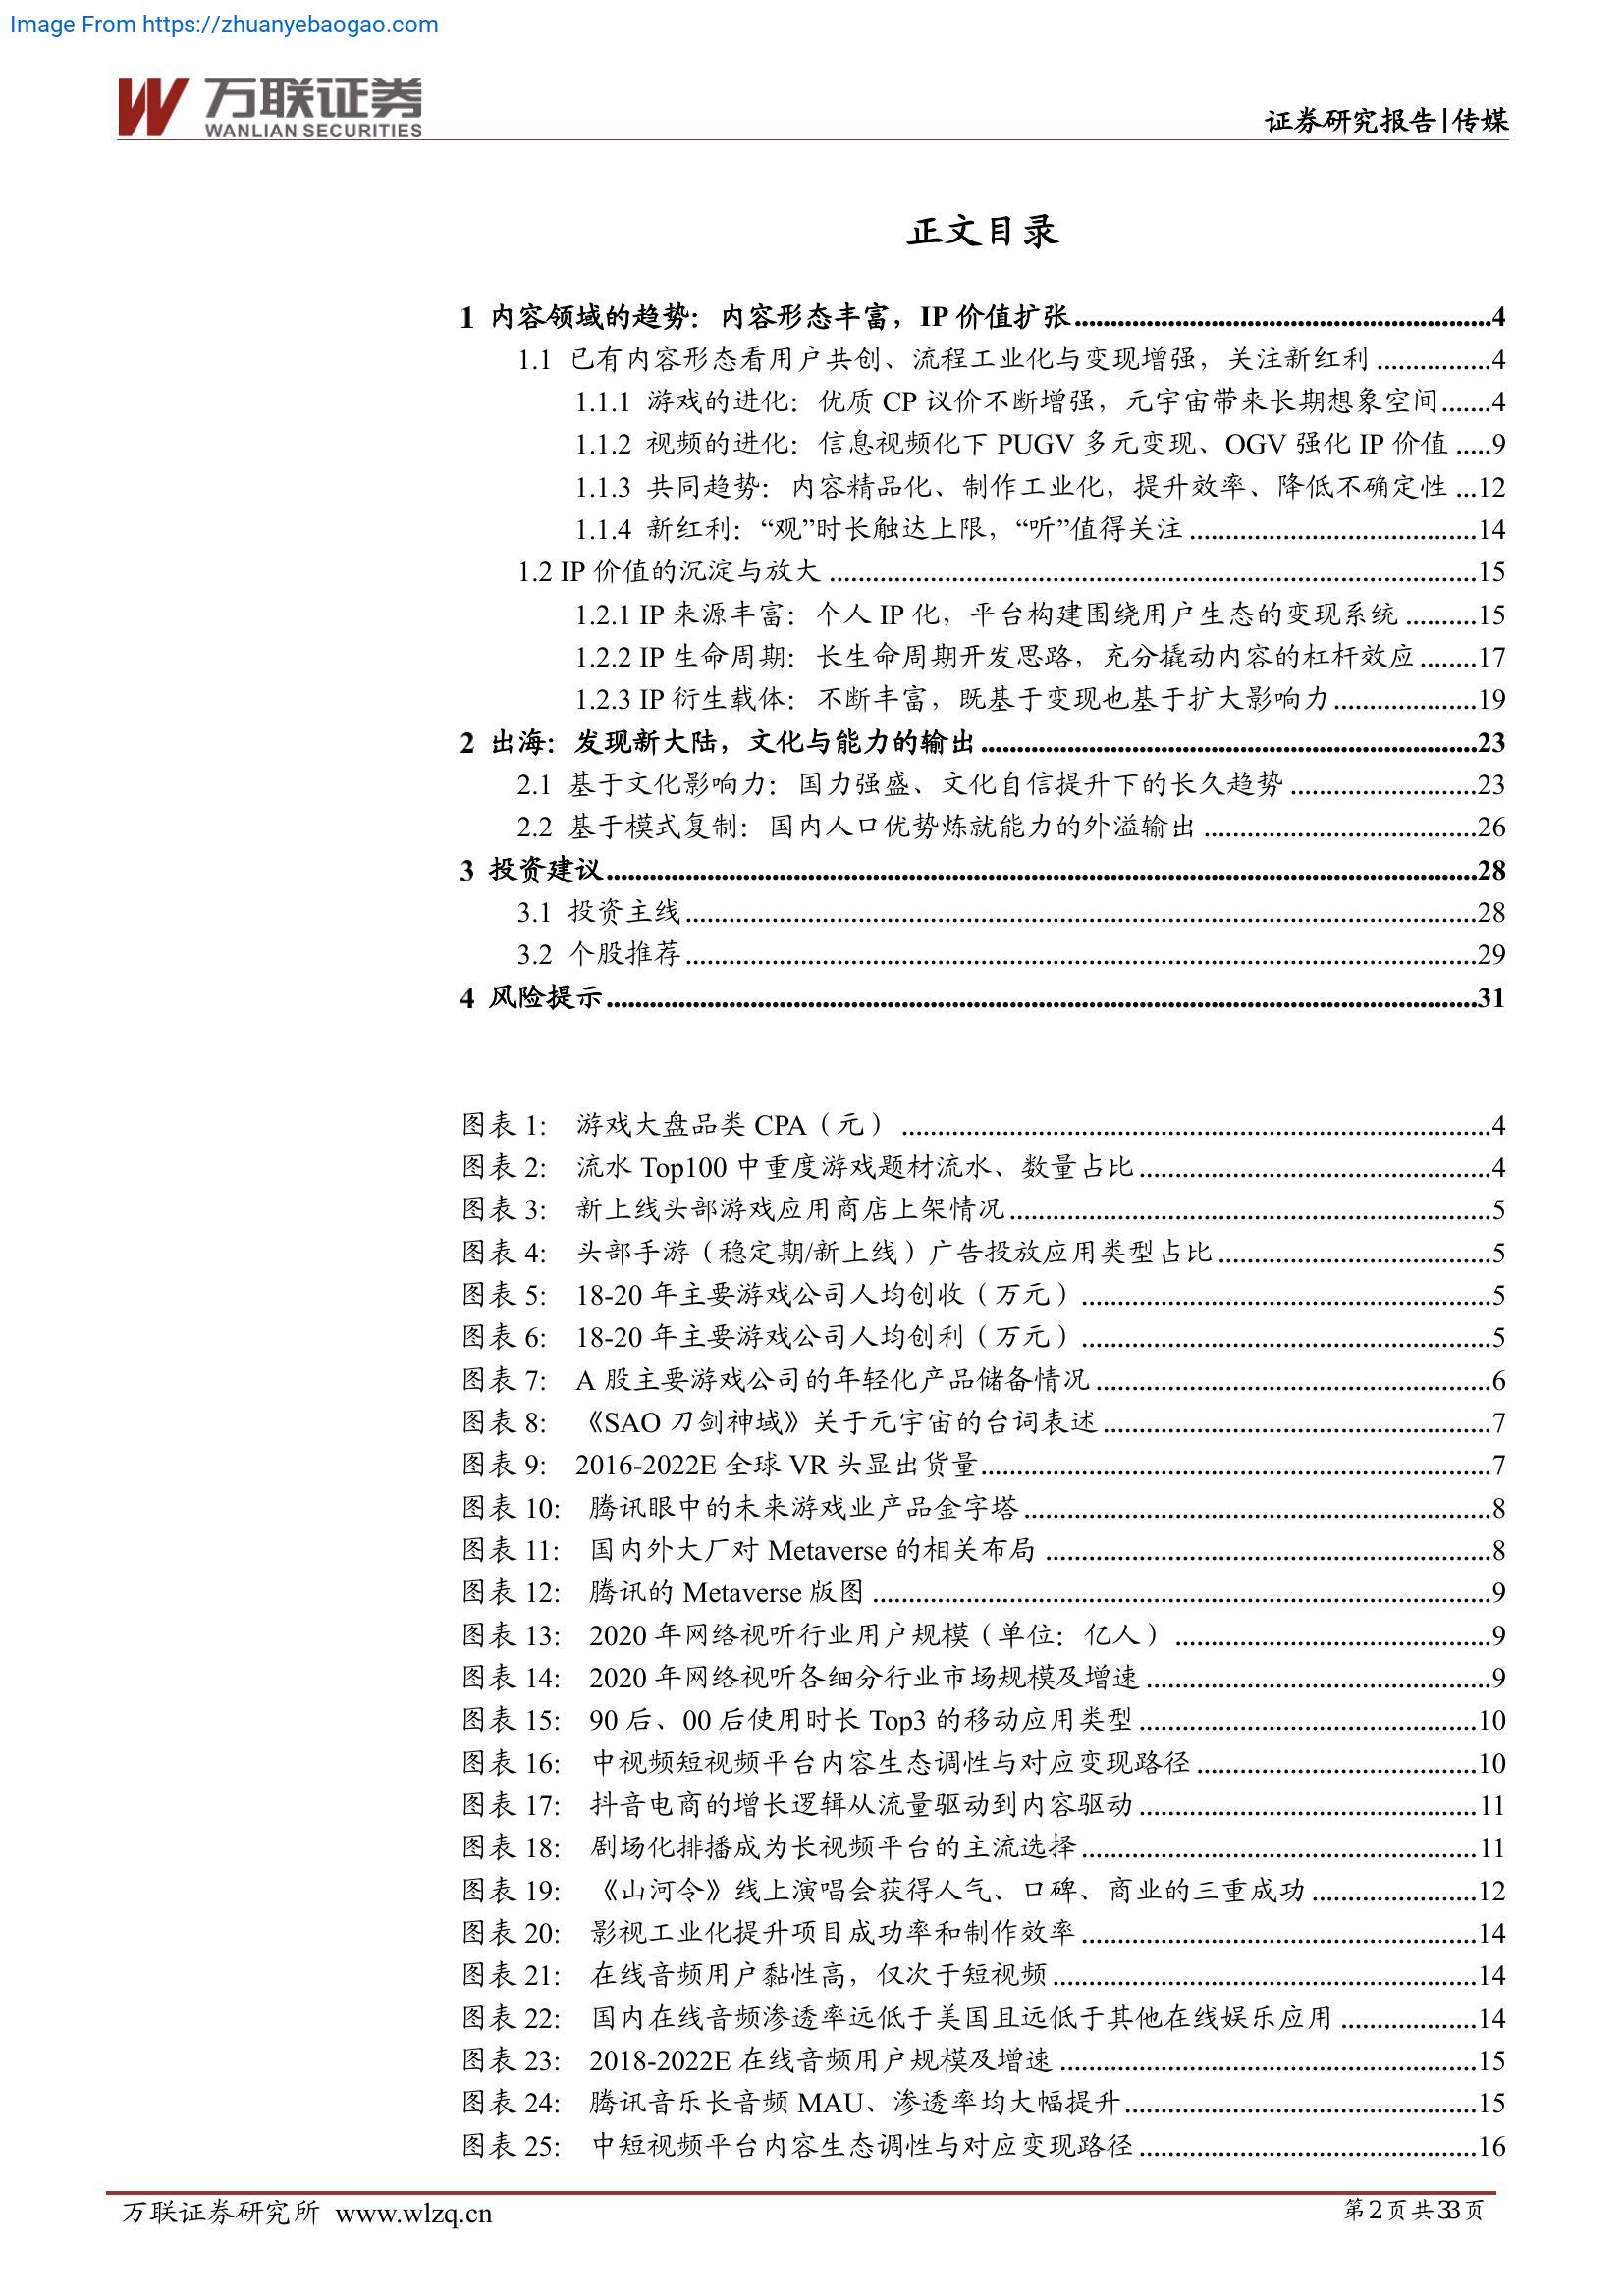 Image From https://zhuanyebaogao.com
万联证券
WANLIAN SECURITIES
证券研究报告|传媒
正文目录
1 内容领域的趋势：内容形态丰富，IP 价值扩张...4
1.1 已有内容形态看用户共创、流程工业化与变现增强，关注新红利...4
1.1.1 游戏的进化：优质 CP 议价不断增强，元宇宙带来长期想象空间...4
1.1.2 视频的进化：信息视频化下 PUGV 多元变现、OGV 强化 IP 价值...9
1.1.3 共同趋势：内容精品化、制作工业化，提升效率、降低不确定性...12
1.1.4 新红利：“观”时长触达上限，“听”值得关注...14
1.2 IP 价值的沉淀与放大...15
1.2.1 IP 来源丰富：个人 IP 化，平台构建围绕用户生态的变现系统...15
1.2.2 IP 生命周期：长生命周期开发思路，充分撬动内容的杠杆效应...17
1.2.3 IP 衍生载体：不断丰富，既基于变现也基于扩大影响力...19
2 出海：发现新大陆，文化与能力的输出...23
2.1 基于文化影响力：国力强盛、文化自信提升下的长久趋势...23
2.2 基于模式复制：国内人口优势炼就能力的外溢输出...26
3 投资建议...28
3.1 投资主线...28
3.2 个股推荐...29
4 风险提示...31
图表 1: 游戏大盘品类 CPA（元）...4
图表 2: 流水 Top100 中重度游戏题材流水、数量占比...4
图表 3: 新上线头部游戏应用商店上架情况...5
图表 4: 头部手游（稳定期/新上线）广告投放应用类型占比...5
图表 5: 18-20 年主要游戏公司人均创收（万元）...5
图表 6: 18-20 年主要游戏公司人均创利（万元）...5
图表 7: A 股主要游戏公司的年轻化产品储备情况...6
图表 8: 《SAO 刀剑神域》关于元宇宙的台词表述...7
图表 9: 2016-2022E 全球 VR 头显出货量...7
图表 10: 腾讯眼中的未来游戏业产品金字塔...8
图表 11: 国内外大厂对 Metaverse 的相关布局...8
图表 12: 腾讯的 Metaverse 版图...9
图表 13: 2020 年网络视听行业用户规模（单位：亿人）...9
图表 14: 2020 年网络视听各细分行业市场规模及增速...9
图表 15: 90 后、00 后使用时长 Top3 的移动应用类型...10
图表 16: 中视频短视频平台内容生态调性与对应变现路径...10
图表 17: 抖音电商的增长逻辑从流量驱动到内容驱动...11
图表 18: 剧场化排播成为长视频平台的主流选择...11
图表 19: 《山河令》线上演唱会获得人气、口碑、商业的三重成功...12
图表 20: 影视工业化提升项目成功率和制作效率...14
图表 21: 在线音频用户黏性高，仅次于短视频...14
图表 22: 国内在线音频渗透率远低于美国且远低于其他在线娱乐应用...14
图表 23: 2018-2022E 在线音频用户规模及增速...15
图表 24: 腾讯音乐长音频 MAU、渗透率均大幅提升...15
图表 25: 中短视频平台内容生态调性与对应变现路径...16
万联证券研究所 www.wlzq.cn
第 2 页 共 33 页